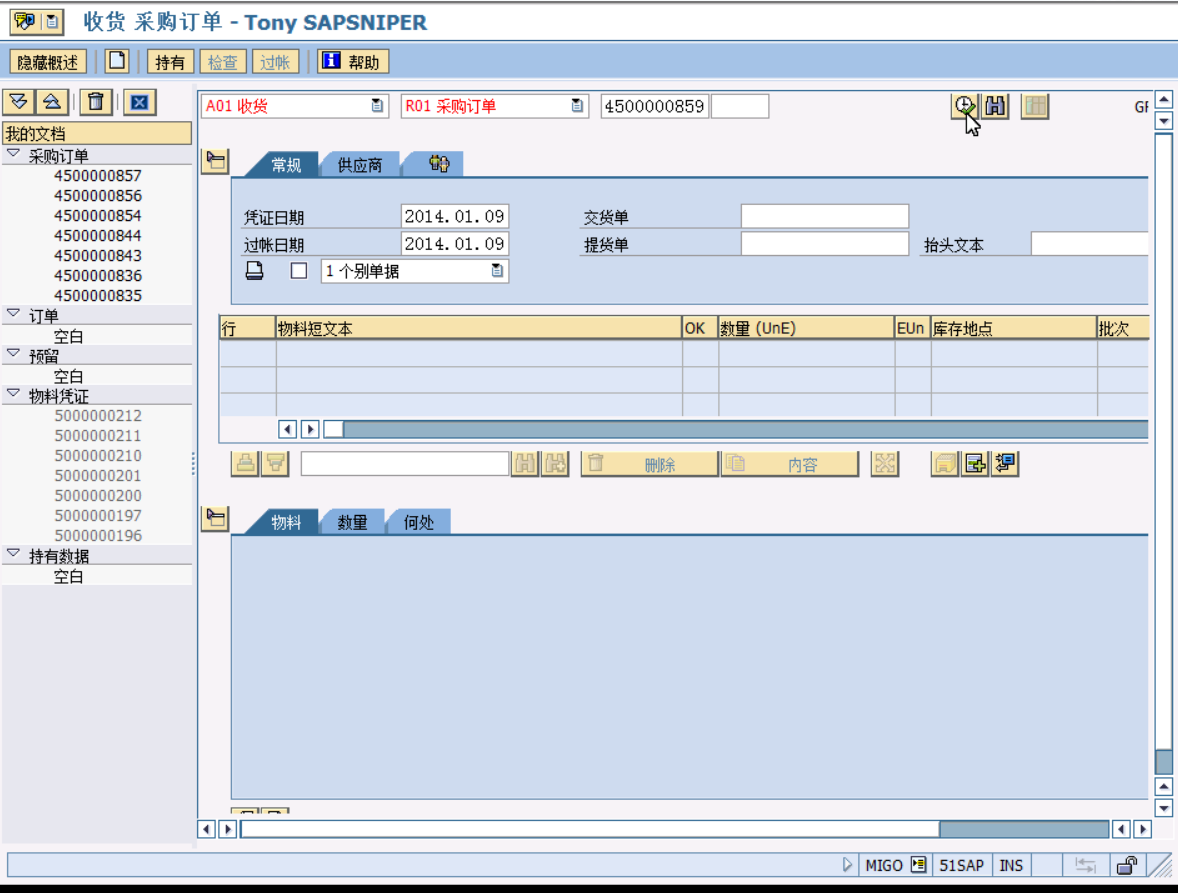 收货 采购订单 - Tony SAPSNIPER
隐藏概述 持有 检查 过帐 帮助
A01 收货 R01 采购订单 4500000859
我的文档
采购订单
4500000857
4500000856
4500000854
4500000844
4500000843
4500000836
4500000835
订单
空白
预留
空白
物料凭证
5000000212
5000000211
5000000210
5000000201
5000000200
5000000197
5000000196
持有数据
空白
常规 供应商
凭证日期 2014.01.09 交货单
过帐日期 2014.01.09 提货单 抬头文本
1 个别单据
行 物料短文本 OK 数量 (UnE) EUn 库存地点 批次
删除 内容
物料 数量 何处
MIGO 51SAP INS